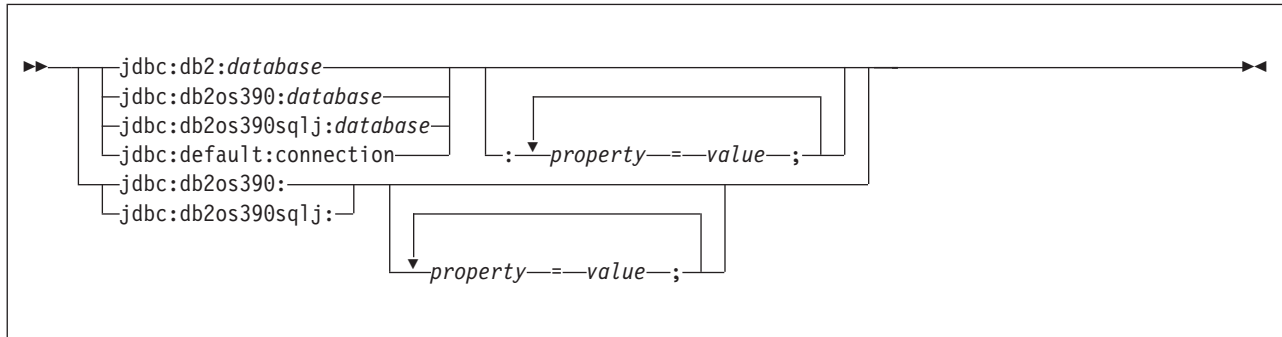 jdbc:db2:database
jdbc:db2os390:database
jdbc:db2os390sqlj:database
jdbc:default:connection
: property = value ;
jdbc:db2os390:
jdbc:db2os390sqlj:
property = value ;